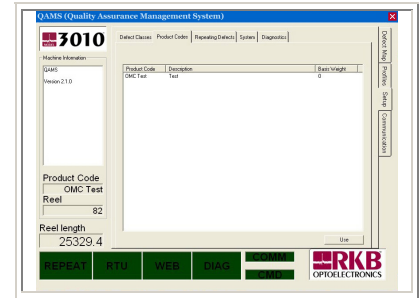 QAMS (Quality Assurance Management System)
3010
Defect Classes
Product Codes
Repeating Defects
System
Diagnostics
Machine Information
QAMS
Version 2.1.0
Product Code
Description
Basis Weight
OMC Test
Test
0
Defect Map
Profiles
Setup
Communication
Product Code
OMC Test
Reel
82
Reel length
25329.4
Use
REPEAT
RTU
WEB
DIAG
COMM
CMD
RKB
OPTOELECTRONICS